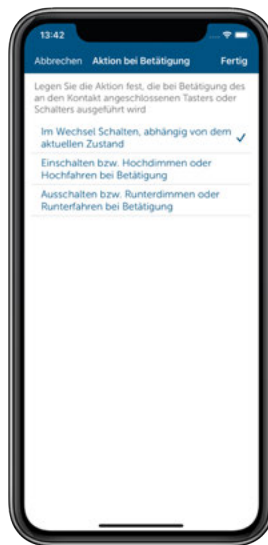 13:42
Abbrechen Aktion bei Betätigung Fertig
Legen Sie die Aktion fest, die bei Betätigung des
an den Kontakt angeschlossenen Tasters oder
Schalters ausgeführt wird
Im Wechsel Schalten, abhängig von dem
aktuellen Zustand
Einschalten bzw. Hochdimmen oder
Hochfahren bei Betätigung
Ausschalten bzw. Runterdimmen oder
Runterfahren bei Betätigung